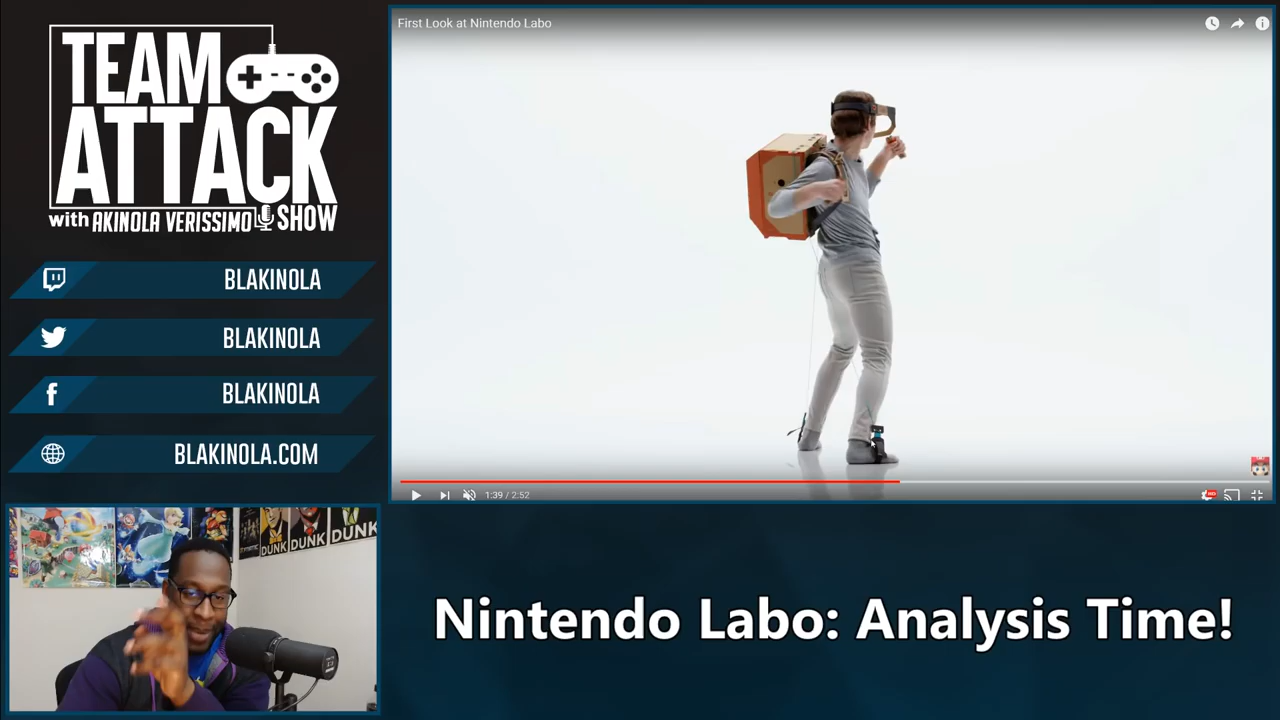 TEAM
ATTACK
with AKINOLA VERISSIMO SHOW
BLAKINOLA
BLAKINOLA
BLAKINOLA
BLAKINOLA.COM
First Look at Nintendo Labo
1:39 / 2:52
HD
DUNK DUNK DUNK
Nintendo Labo: Analysis Time!